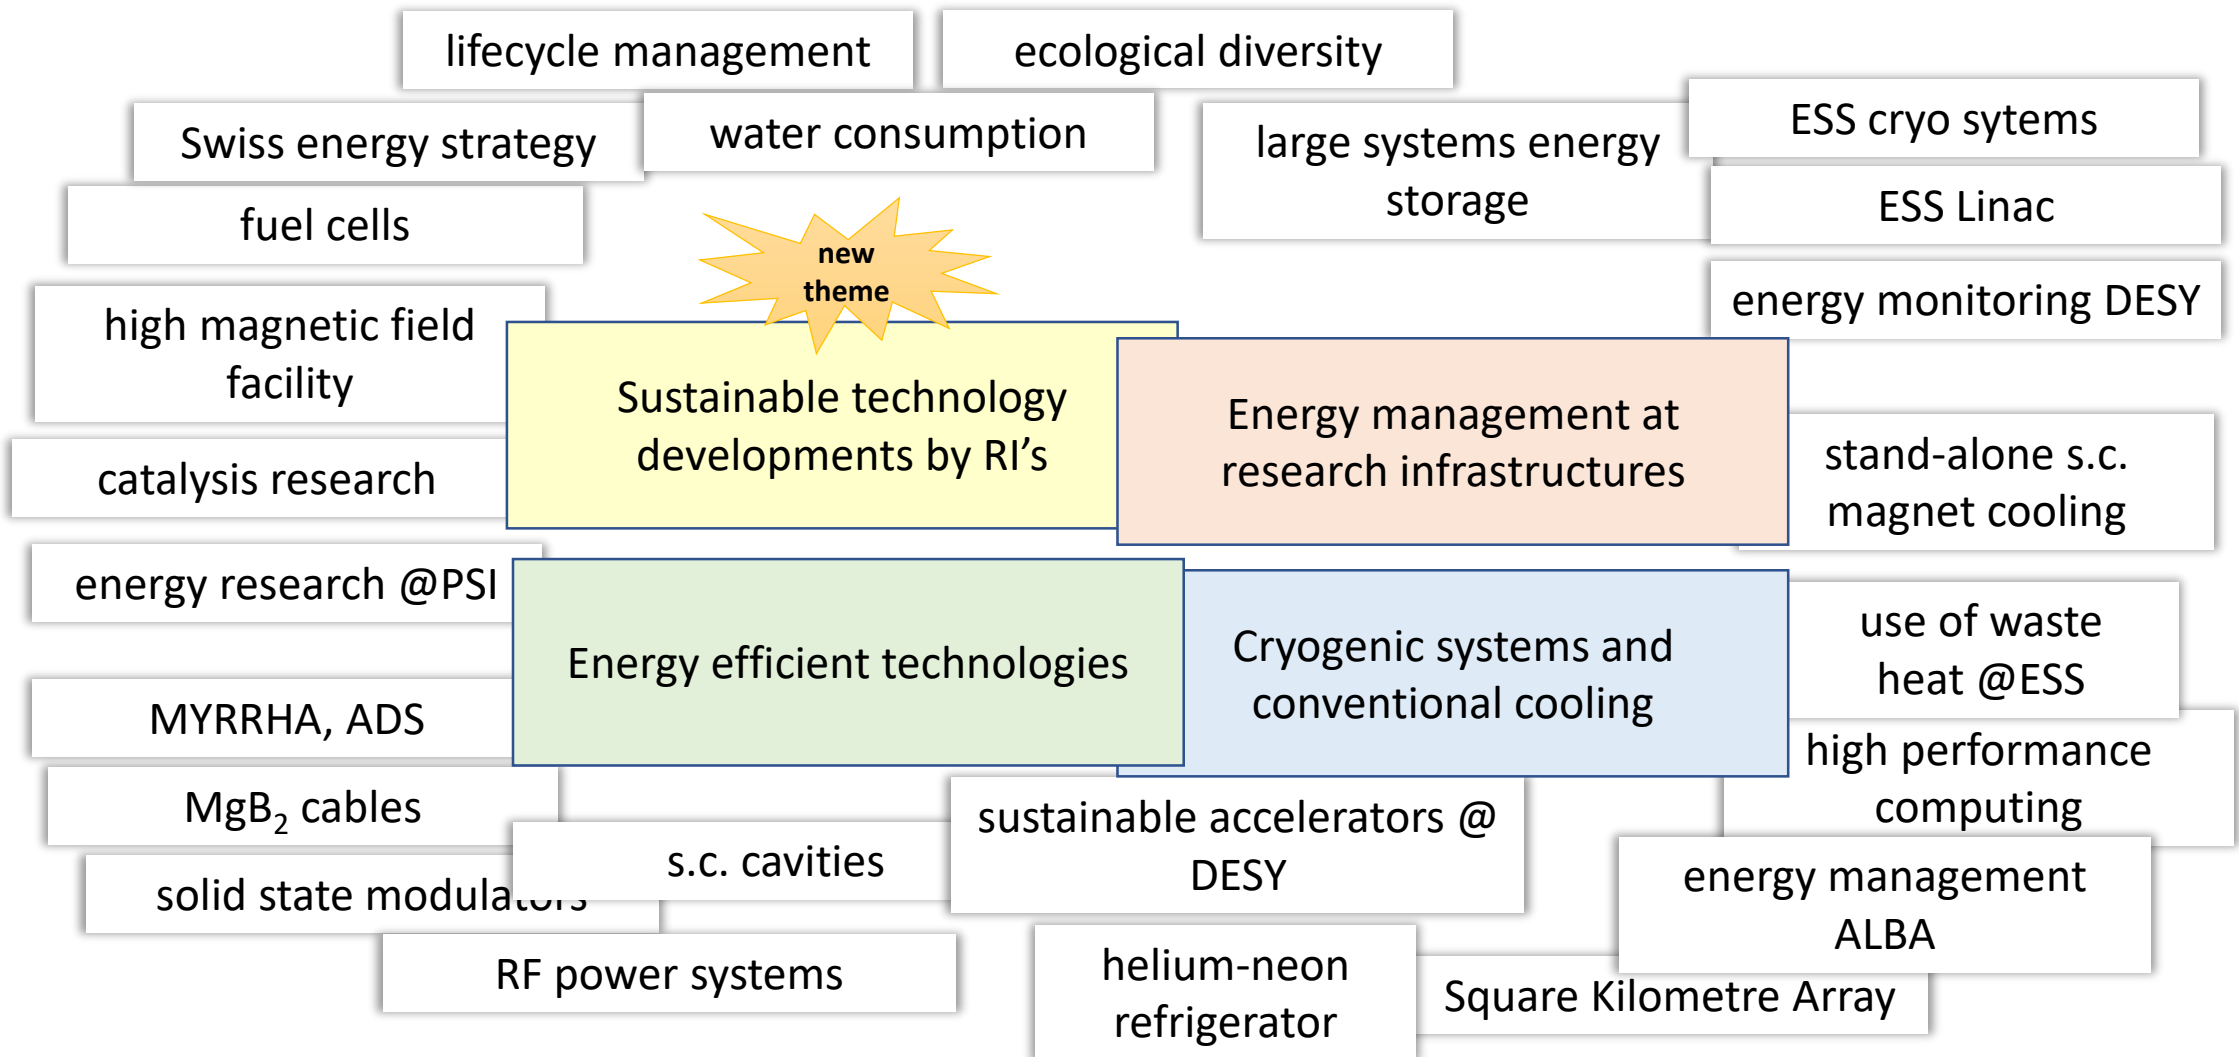 lifecycle management
ecological diversity
Swiss energy strategy
water consumption
large systems energy
storage
ESS cryo sytems
fuel cells
ESS Linac
new
theme
energy monitoring DESY
high magnetic field
facility
Sustainable technology
developments by RI’s
Energy management at
research infrastructures
catalysis research
stand-alone s.c.
magnet cooling
energy research @PSI
Energy efficient technologies
Cryogenic systems and
conventional cooling
use of waste
heat @ESS
MYRRHA, ADS
high performance
computing
MgB₂ cables
s.c. cavities
sustainable accelerators @
DESY
solid state modulators
energy management
ALBA
RF power systems
helium-neon
refrigerator
Square Kilometre Array